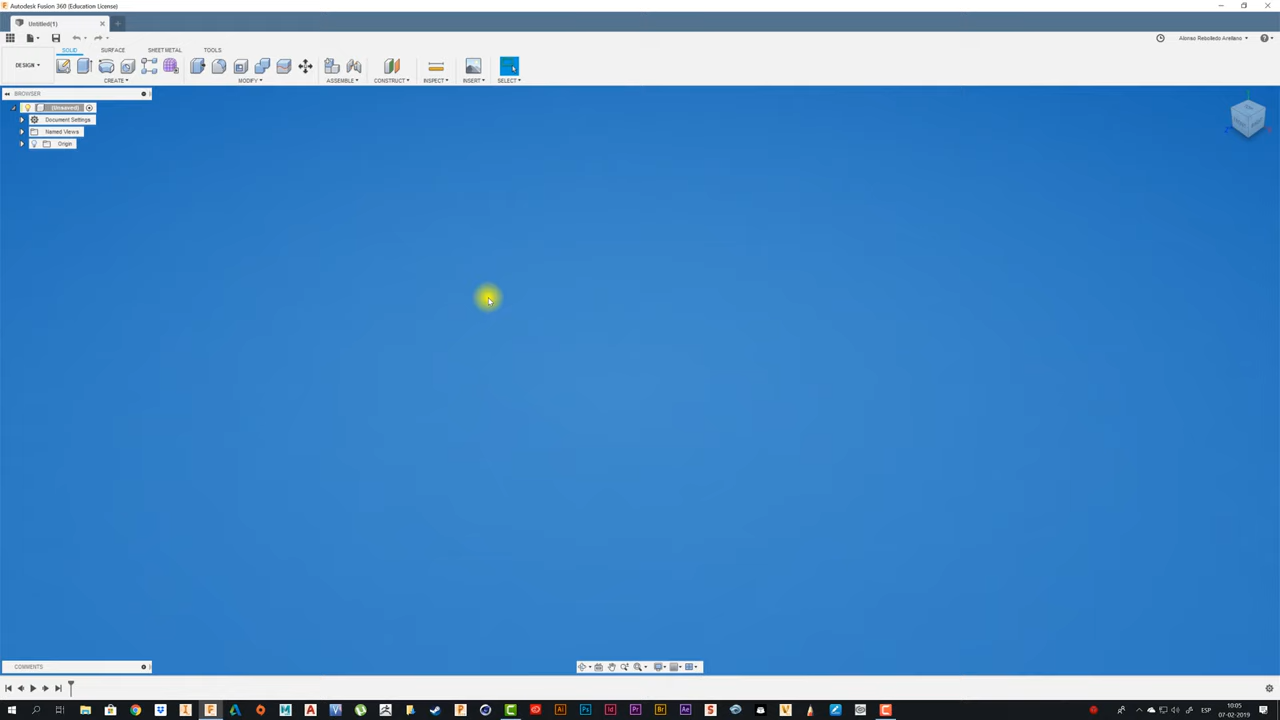 Autodesk Fusion 360 (Education License)
Untitled(1)
Alonso Rebolledo Arellano
SOLID SURFACE SHEET METAL TOOLS
DESIGN
CREATE MODIFY ASSEMBLE CONSTRUCT INSPECT INSERT SELECT
BROWSER
(Unsaved)
Document Settings
Named Views
Origin
COMMENTS
ESP
10:05
07-02-2019